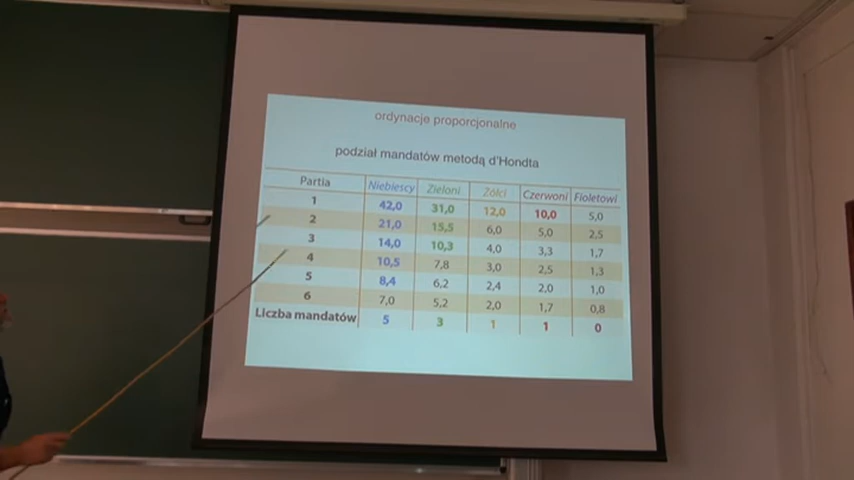 ordynacje proporcjonalne
podział mandatów metodą d'Hondta
Partia Niebiescy Zieloni Żółci Czerwoni Fioletowi
1 42,0 31,0 12,0 10,0 5,0
2 21,0 15,5 6,0 5,0 2,5
3 14,0 10,3 4,0 3,3 1,7
4 10,5 7,8 3,0 2,5 1,3
5 8,4 6,2 2,4 2,0 1,0
6 7,0 5,2 2,0 1,7 0,8
Liczba mandatów 5 3 1 1 0